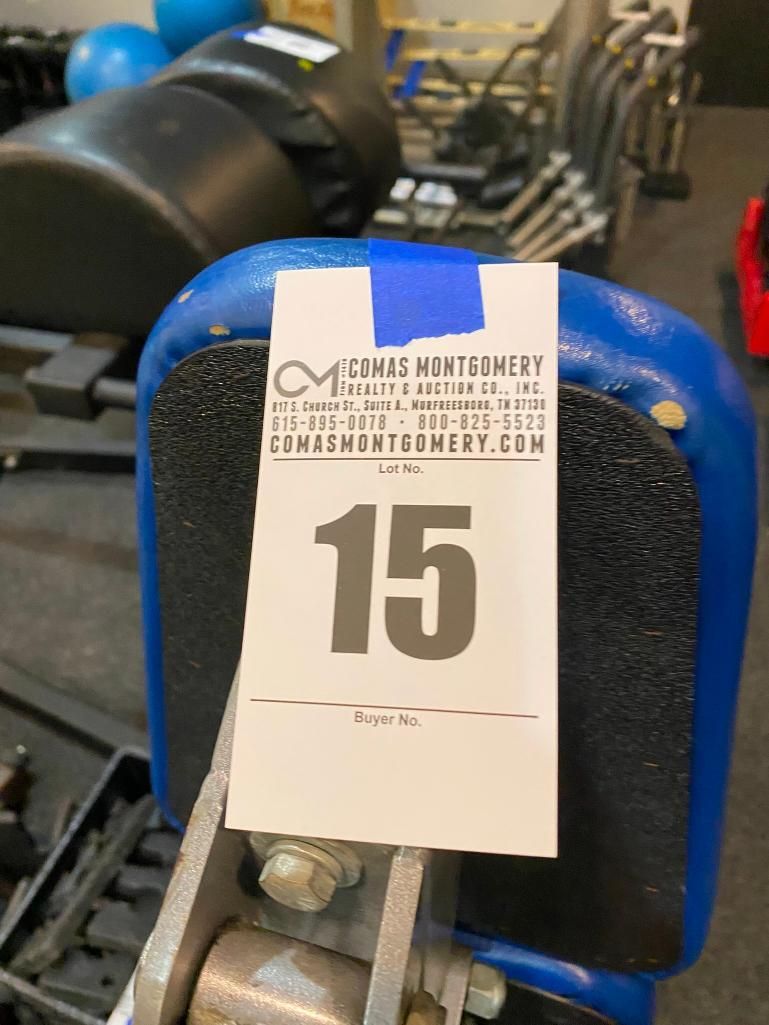 CM
COMAS MONTGOMERY
REALTY & AUCTION CO., INC.
817 S. CHURCH ST., SUITE A., MURFREESBORO, TN 37130
615-895-0078 · 800-825-5523
COMASMONTGOMERY.COM
Lot No.
15
Buyer No.